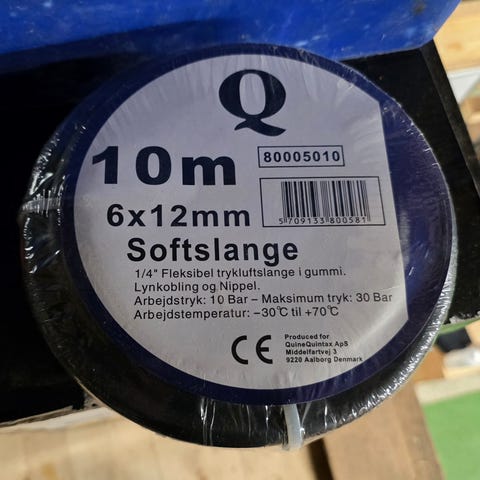 Q
10m
80005010
6x12mm
5 709133 800581
Softslange
1/4" Fleksibel trykluftslange i gummi.
Lynkobling og Nippel.
Arbejdstryk: 10 Bar – Maksimum tryk: 30 Bar
Arbejdstemperatur: –30℃ til +70℃
CE
Produced for
QuineQuintax ApS
Middelfartvej 3
9220 Aalborg Denmark